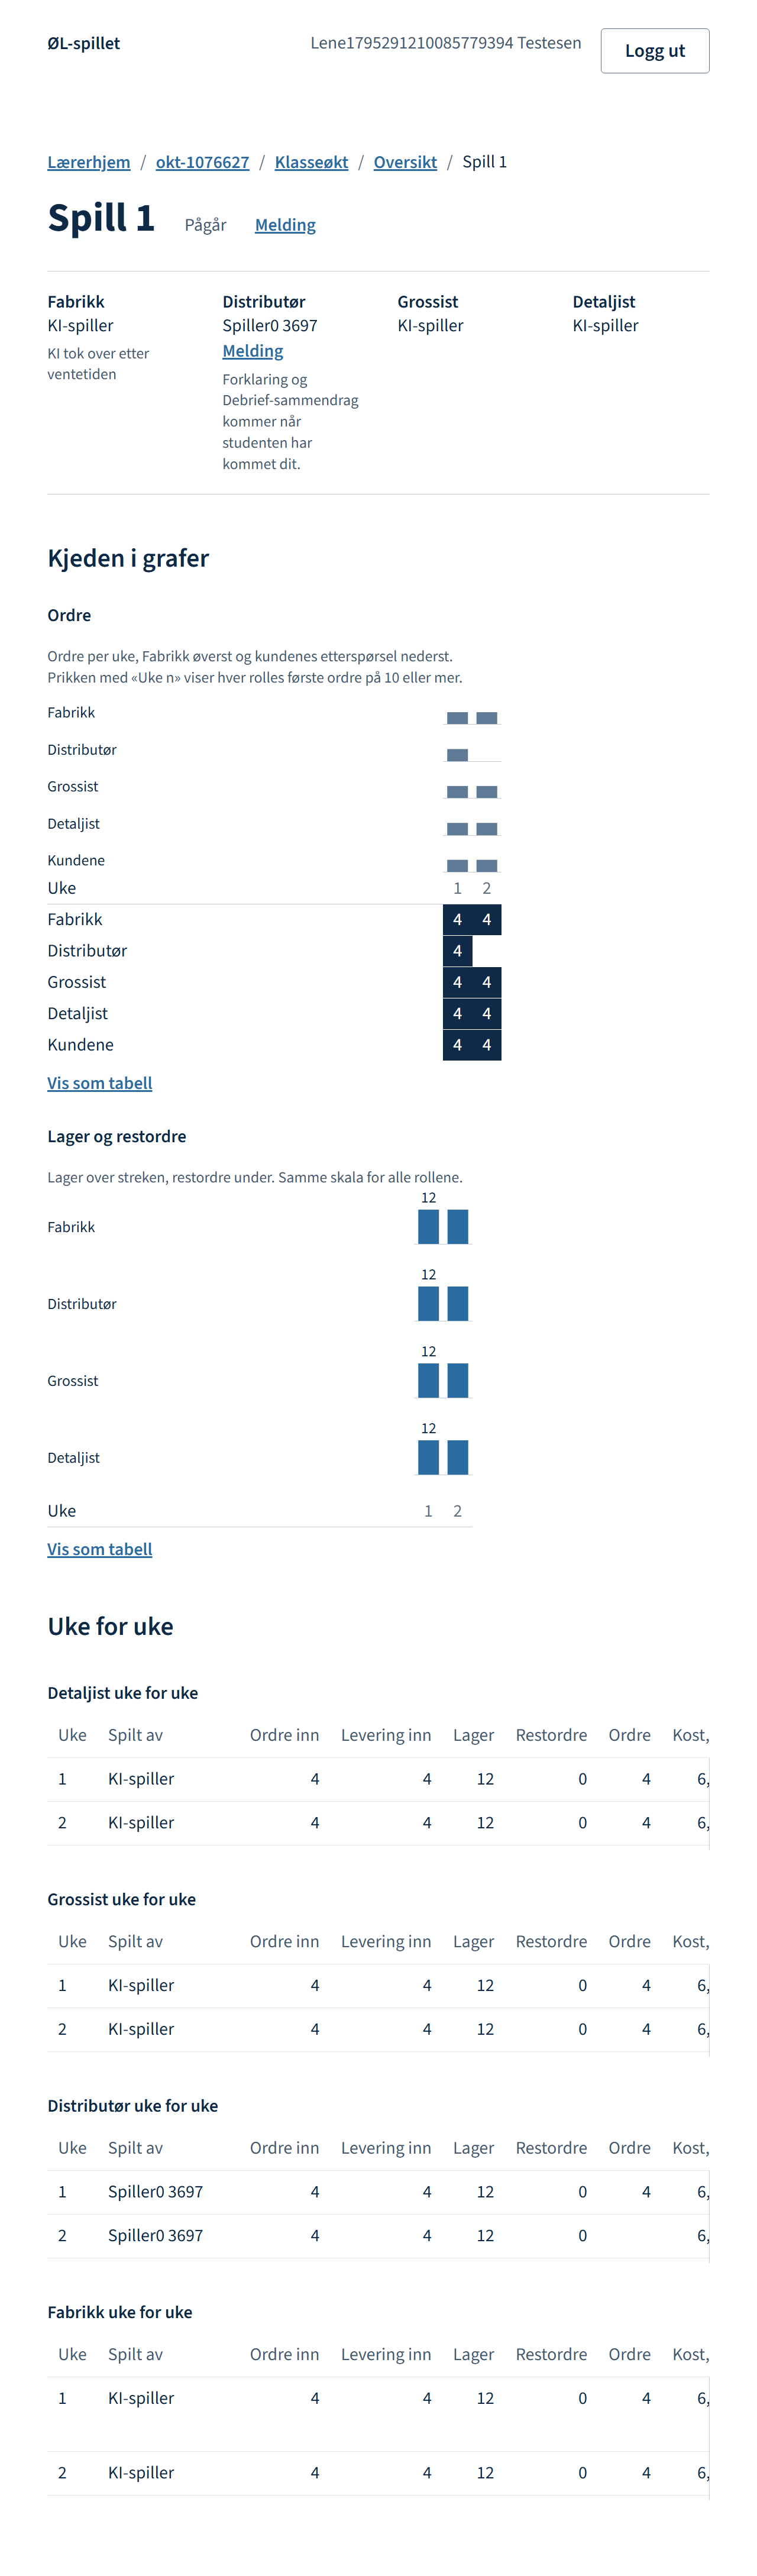 ØL-spillet
Lene1795291210085779394 Testesen
Logg ut
Lærerhjem / okt-1076627 / Klasseøkt / Oversikt / Spill 1
Spill 1 Pågår Melding
Fabrikk Distributør Grossist Detaljist
KI-spiller Spiller0 3697 KI-spiller KI-spiller
KI tok over etter
ventetiden
Melding
Forklaring og
Debrief-sammendrag
kommer når
studenten har
kommet dit.
Kjeden i grafer
Ordre
Ordre per uke, Fabrikk øverst og kundenes etterspørsel nederst.
Prikken med «Uke n» viser hver rolles første ordre på 10 eller mer.
Fabrikk
Distributør
Grossist
Detaljist
Kundene
Uke 1 2
Fabrikk 4 4
Distributør 4
Grossist 4 4
Detaljist 4 4
Kundene 4 4
Vis som tabell
Lager og restordre
Lager over streken, restordre under. Samme skala for alle rollene.
12
Fabrikk
12
Distributør
12
Grossist
12
Detaljist
Uke 1 2
Vis som tabell
Uke for uke
Detaljist uke for uke
Uke Spilt av Ordre inn Levering inn Lager Restordre Ordre Kost,
1 KI-spiller 4 4 12 0 4 6,
2 KI-spiller 4 4 12 0 4 6,
Grossist uke for uke
Uke Spilt av Ordre inn Levering inn Lager Restordre Ordre Kost,
1 KI-spiller 4 4 12 0 4 6,
2 KI-spiller 4 4 12 0 4 6,
Distributør uke for uke
Uke Spilt av Ordre inn Levering inn Lager Restordre Ordre Kost,
1 Spiller0 3697 4 4 12 0 4 6,
2 Spiller0 3697 4 4 12 0 6,
Fabrikk uke for uke
Uke Spilt av Ordre inn Levering inn Lager Restordre Ordre Kost,
1 KI-spiller 4 4 12 0 4 6,
2 KI-spiller 4 4 12 0 4 6,